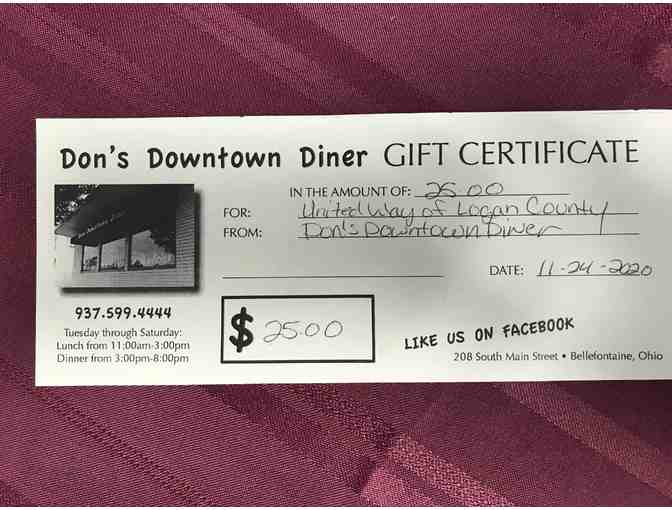 Don's Downtown Diner GIFT CERTIFICATE
IN THE AMOUNT OF: 25.00
FOR: United Way of Logan County
FROM: Don's Downtown Diner
DATE: 11-24-2020
937.599.4444
Tuesday through Saturday:
Lunch from 11:00am-3:00pm
Dinner from 3:00pm-8:00pm
$ 25.00
LIKE US ON FACEBOOK
208 South Main Street • Bellefontaine, Ohio